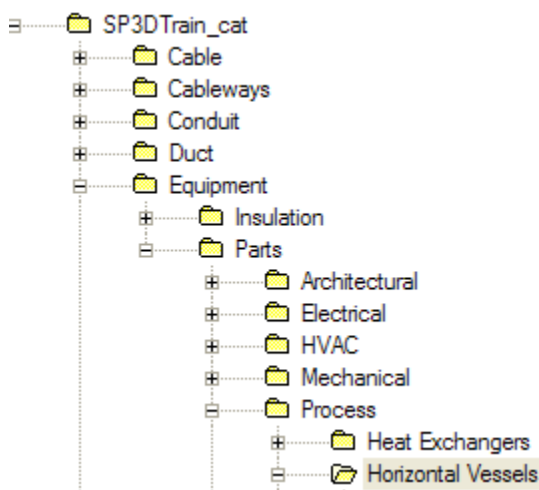 SP3DTrain_cat
Cable
Cableways
Conduit
Duct
Equipment
Insulation
Parts
Architectural
Electrical
HVAC
Mechanical
Process
Heat Exchangers
Horizontal Vessels